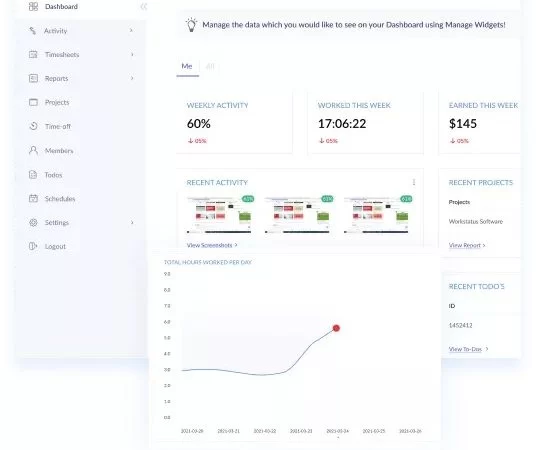 Dashboard
Activity
Timesheets
Reports
Projects
Time-off
Members
Todos
Schedules
Settings
Logout
Manage the data which you would like to see on your Dashboard using Manage Widgets!
Me
All
WEEKLY ACTIVITY
60%
↓ 05%
WORKED THIS WEEK
17:06:22
↓ 05%
EARNED THIS WEEK
$145
↓ 05%
RECENT ACTIVITY
61%
61%
61%
View Screenshots >
RECENT PROJECTS
Projects
Workstatus Software
View Report >
RECENT TODO'S
ID
1452412
View To-Dos >
TOTAL HOURS WORKED PER DAY
9.0
8.0
7.0
6.0
5.0
4.0
3.0
2.0
1.0
0.0
2021-03-20
2021-03-21
2021-03-22
2021-03-23
2021-03-24
2021-03-25
2021-03-26